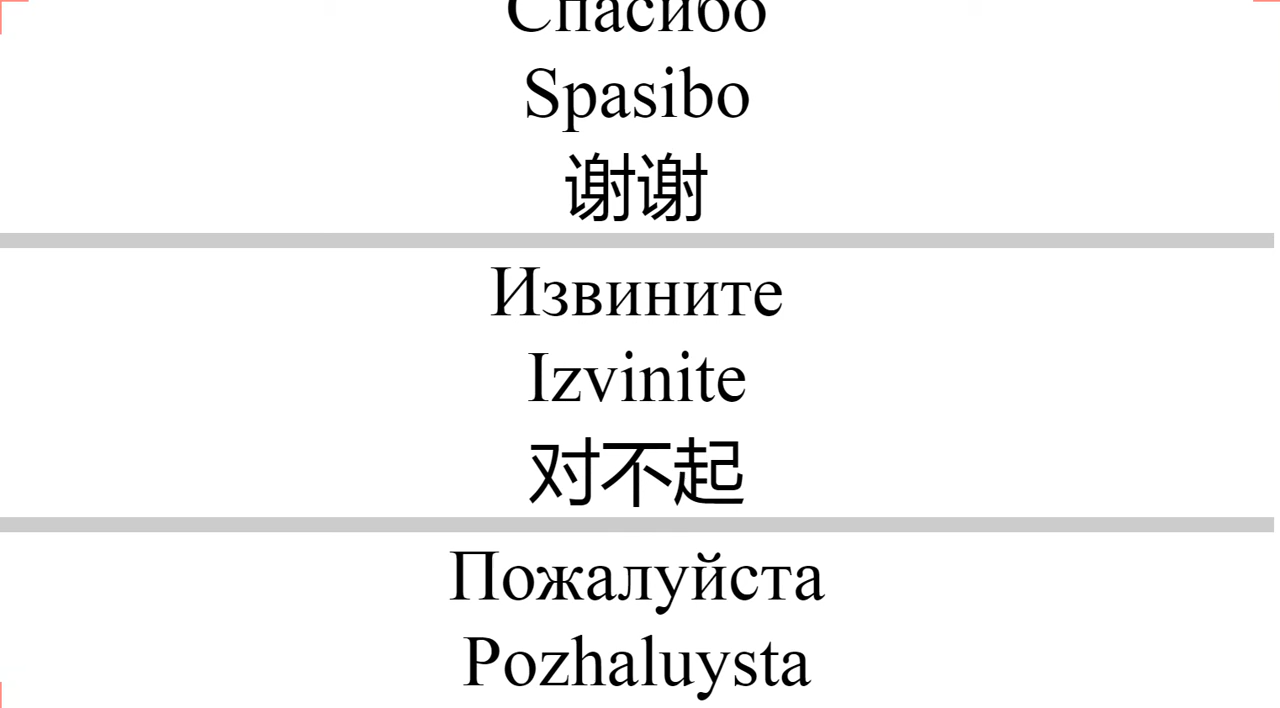 Спасибо
Spasibo
谢谢
Извините
Izvinite
对不起
Пожалуйста
Pozhaluysta